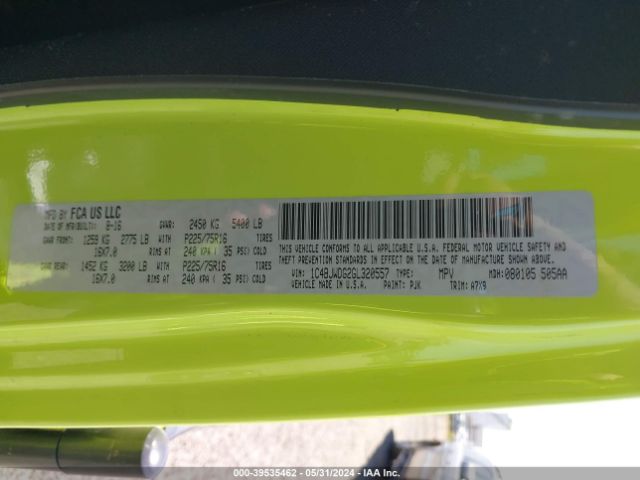 MFD BY FCA US LLC
DATE OF MFR(BUILT): 8-16 GVWR: 2450 KG 5400 LB
GAWR FRONT: 1259 KG 2775 LB WITH P225/75R16 TIRES
16X7.0 RIMS AT 240 KPA ( 35 PSI) COLD
GAWR REAR: 1452 KG 3200 LB WITH P225/75R16 TIRES
16X7.0 RIMS AT 240 KPA ( 35 PSI) COLD
THIS VEHICLE CONFORMS TO ALL APPLICABLE U.S.A. FEDERAL MOTOR VEHICLE SAFETY AND
THEFT PREVENTION STANDARDS IN EFFECT ON THE DATE OF MANUFACTURE SHOWN ABOVE.
VIN: 1C4BJWDG2GL320557 TYPE: MPV MDH: 080105 505AA
VEHICLE MADE IN U.S.A. PAINT: PJK TRIM: A7X9
000-39535462 - 05/31/2024 - IAA Inc.